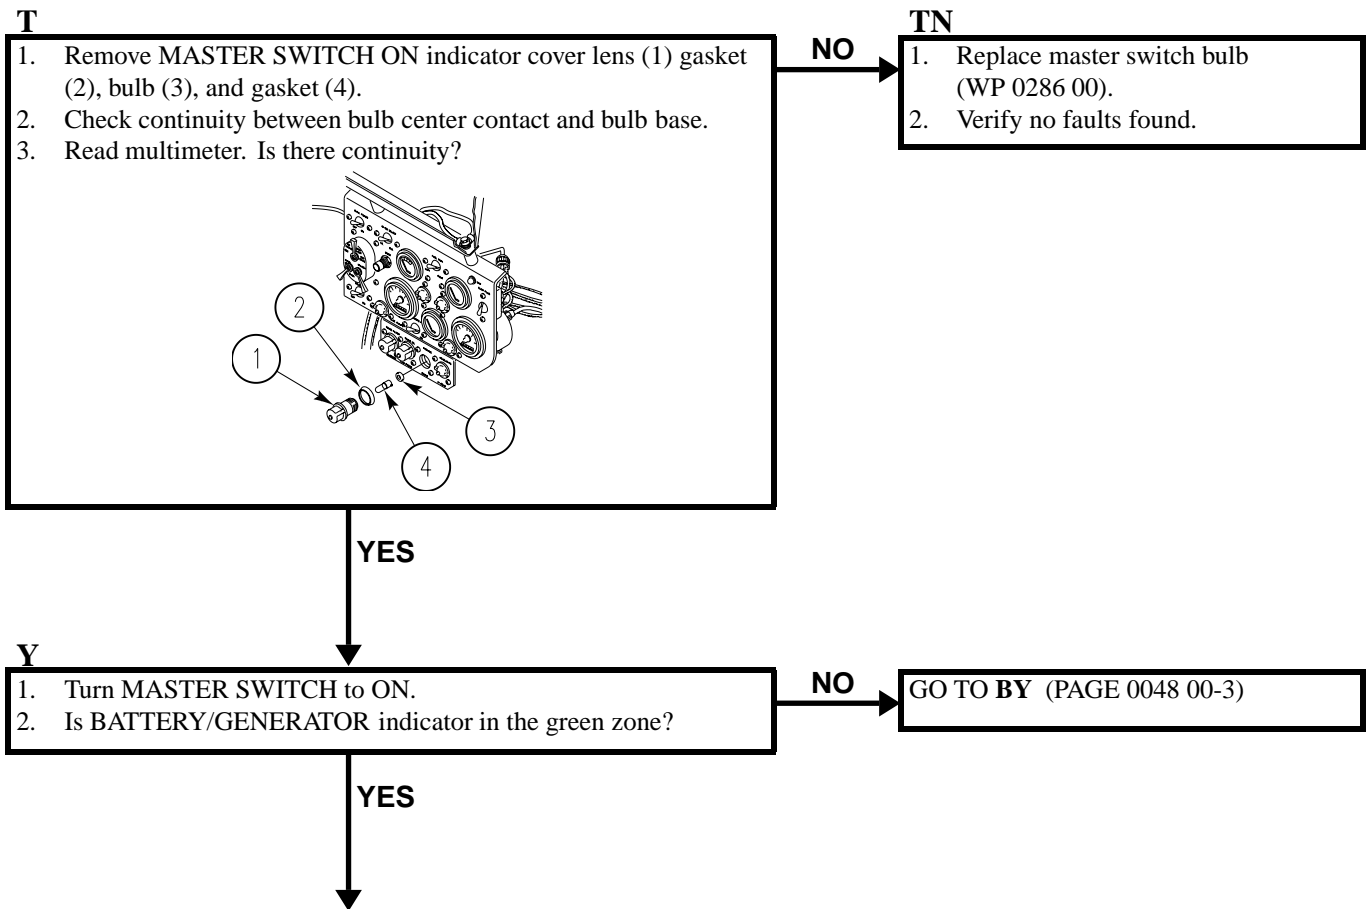 T
1. Remove MASTER SWITCH ON indicator cover lens (1) gasket
(2), bulb (3), and gasket (4).
2. Check continuity between bulb center contact and bulb base.
3. Read multimeter. Is there continuity?
NO
TN
1. Replace master switch bulb
(WP 0286 00).
2. Verify no faults found.
2
1
3
4
YES
Y
1. Turn MASTER SWITCH to ON.
2. Is BATTERY/GENERATOR indicator in the green zone?
NO
GO TO BY (PAGE 0048 00-3)
YES